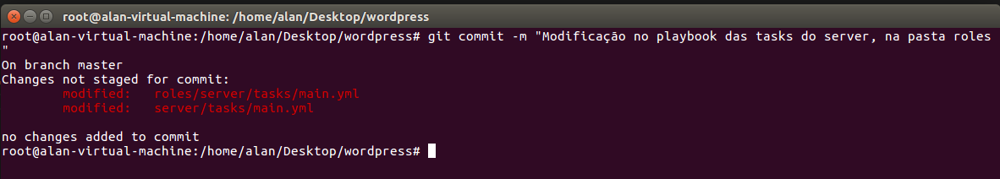 root@alan-virtual-machine: /home/alan/Desktop/wordpress
root@alan-virtual-machine:/home/alan/Desktop/wordpress# git commit -m "Modificação no playbook das tasks do server, na pasta roles
"
On branch master
Changes not staged for commit:
modified:   roles/server/tasks/main.yml
modified:   server/tasks/main.yml
no changes added to commit
root@alan-virtual-machine:/home/alan/Desktop/wordpress#